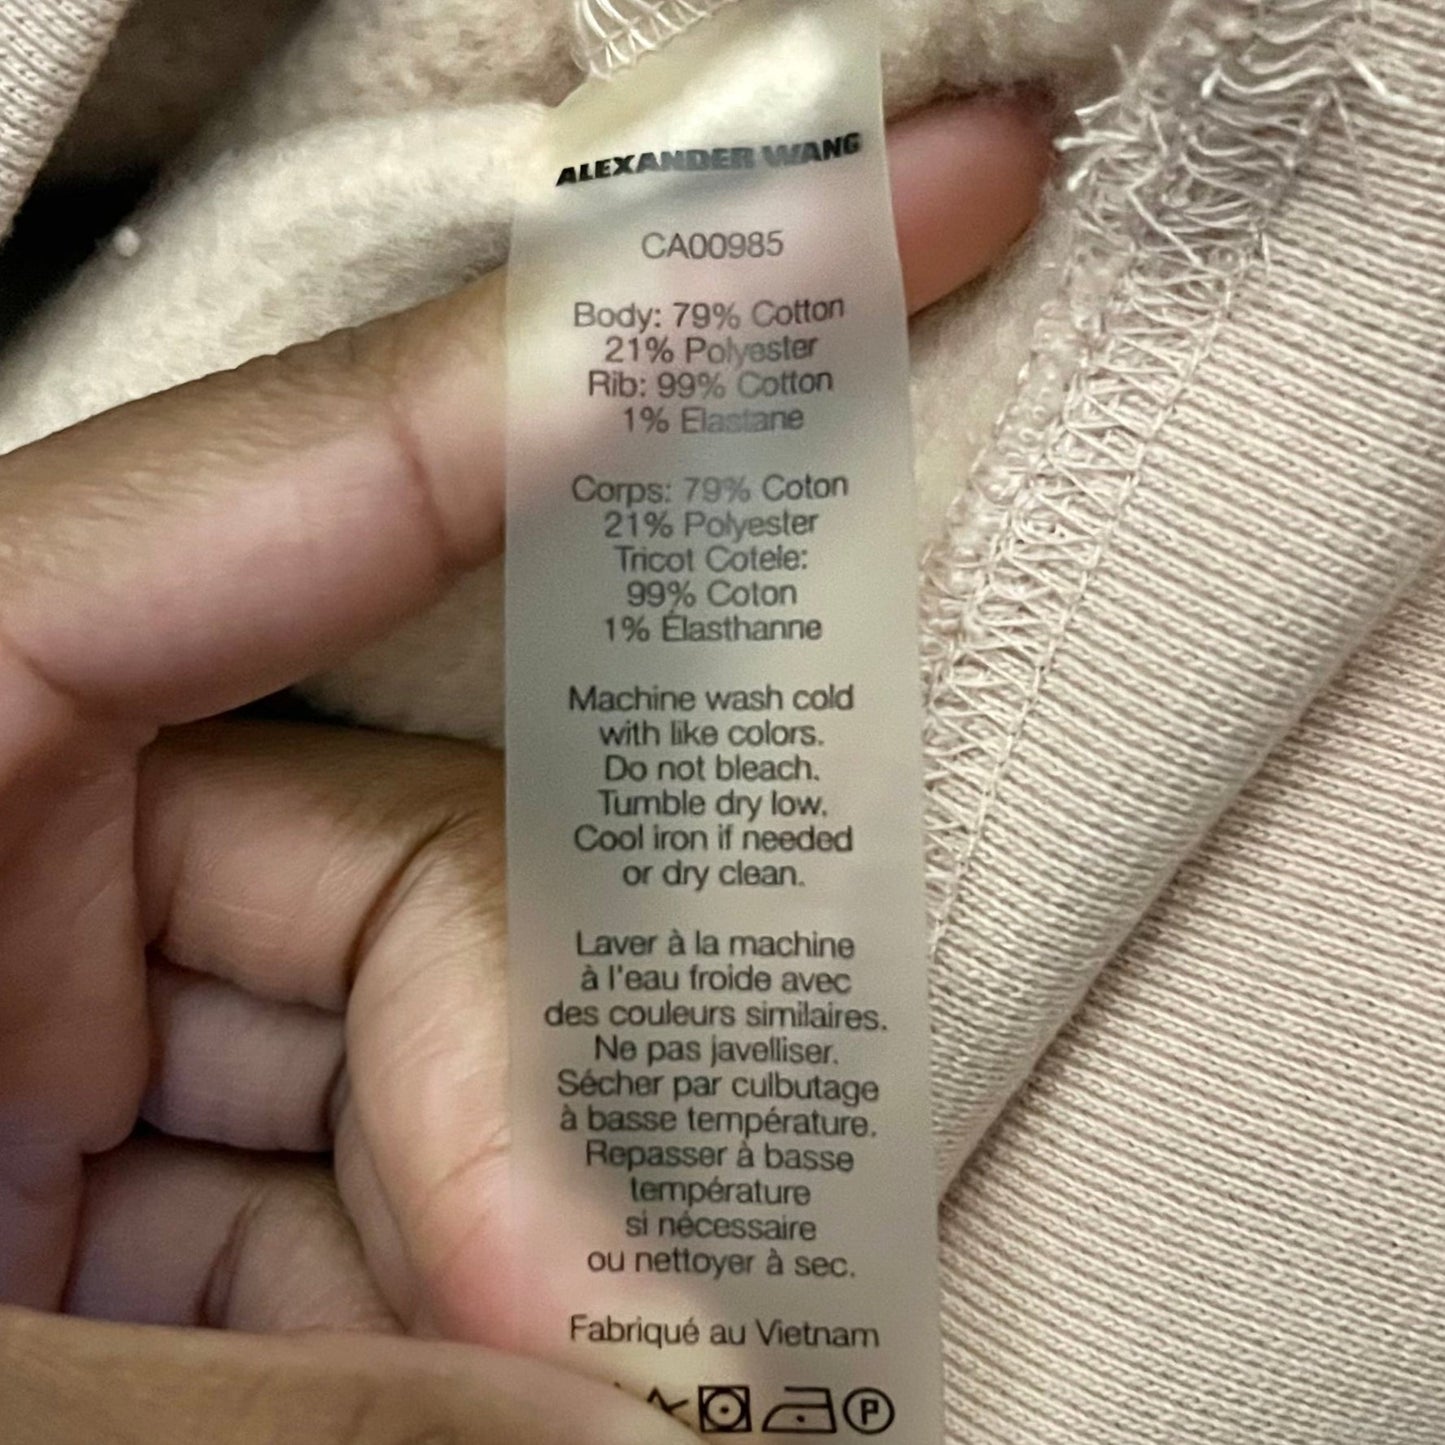 ALEXANDER WANG
CA00985
Body: 79% Cotton
21% Polyester
Rib: 99% Cotton
1% Elastane
Corps: 79% Coton
21% Polyester
Tricot Cotele:
99% Coton
1% Élasthanne
Machine wash cold
with like colors.
Do not bleach.
Tumble dry low.
Cool iron if needed
or dry clean.
Laver à la machine
à l'eau froide avec
des couleurs similaires.
Ne pas javelliser.
Sécher par culbutage
à basse température.
Repasser à basse
température
si nécessaire
ou nettoyer à sec.
Fabriqué au Vietnam
P